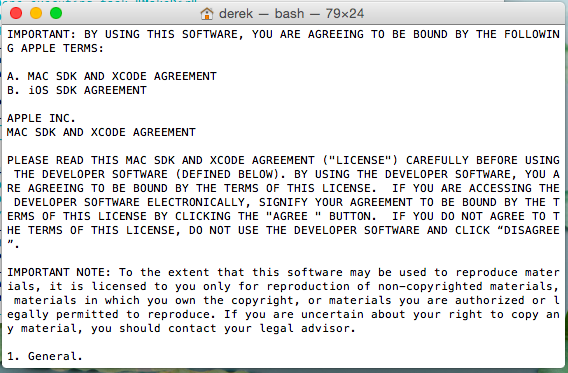 derek — bash — 79×24
IMPORTANT: BY USING THIS SOFTWARE, YOU ARE AGREEING TO BE BOUND BY THE FOLLOWIN
G APPLE TERMS:
A. MAC SDK AND XCODE AGREEMENT
B. iOS SDK AGREEMENT
APPLE INC.
MAC SDK AND XCODE AGREEMENT
PLEASE READ THIS MAC SDK AND XCODE AGREEMENT ("LICENSE") CAREFULLY BEFORE USING
 THE DEVELOPER SOFTWARE (DEFINED BELOW). BY USING THE DEVELOPER SOFTWARE, YOU A
RE AGREEING TO BE BOUND BY THE TERMS OF THIS LICENSE.  IF YOU ARE ACCESSING THE
 DEVELOPER SOFTWARE ELECTRONICALLY, SIGNIFY YOUR AGREEMENT TO BE BOUND BY THE T
ERMS OF THIS LICENSE BY CLICKING THE "AGREE " BUTTON.  IF YOU DO NOT AGREE TO T
HE TERMS OF THIS LICENSE, DO NOT USE THE DEVELOPER SOFTWARE AND CLICK “DISAGREE
”.
IMPORTANT NOTE: To the extent that this software may be used to reproduce mater
ials, it is licensed to you only for reproduction of non-copyrighted materials,
 materials in which you own the copyright, or materials you are authorized or l
egally permitted to reproduce. If you are uncertain about your right to copy an
y material, you should contact your legal advisor.
1. General.